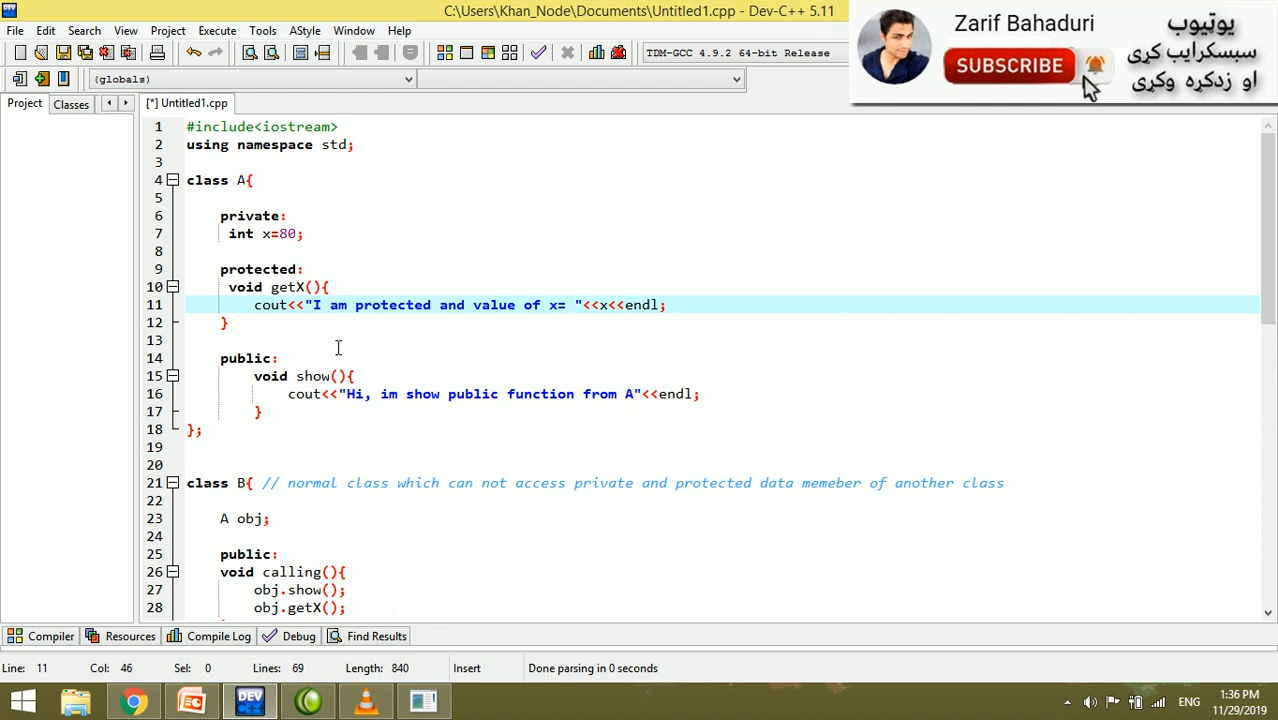 C:\Users\Khan_Node\Documents\Untitled1.cpp - Dev-C++ 5.11
File Edit Search View Project Execute Tools AStyle Window Help
TDM-GCC 4.9.2 64-bit Release
(globals)
Project Classes [*] Untitled1.cpp
Zarif Bahaduri
SUBSCRIBE
یوټیوب
سبسکرایب کړی
او زدکړه وکړی
1 #include<iostream>
2 using namespace std;
3
4 class A{
5
6 private:
7 int x=80;
8
9 protected:
10 void getX(){
11 cout<<"I am protected and value of x= "<<x<<endl;
12 }
13
14 public:
15 void show(){
16 cout<<"Hi, im show public function from A"<<endl;
17 }
18 };
19
20
21 class B{ // normal class which can not access private and protected data memeber of another class
22
23 A obj;
24
25 public:
26 void calling(){
27 obj.show();
28 obj.getX();
Compiler Resources Compile Log Debug Find Results
Line: 11 Col: 46 Sel: 0 Lines: 69 Length: 840 Insert Done parsing in 0 seconds
DEV C++
ENG
1:36 PM
11/29/2019